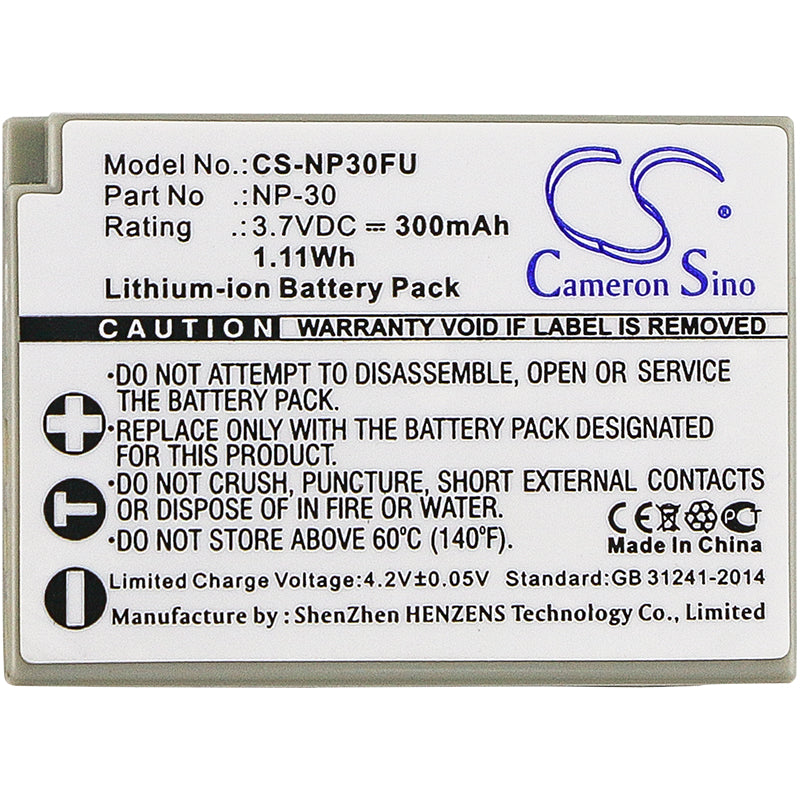 Model No.: CS-NP30FU
Part No .: NP-30
Rating .: 3.7VDC ⎓ 300mAh
1.11Wh
Lithium-ion Battery Pack
CS ®
Cameron Sino
CAUTION WARRANTY VOID IF LABEL IS REMOVED
·DO NOT ATTEMPT TO DISASSEMBLE, OPEN OR SERVICE
THE BATTERY PACK.
·REPLACE ONLY WITH THE BATTERY PACK DESIGNATED
FOR THIS EQUIPMENT.
·DO NOT CRUSH, PUNCTURE, SHORT EXTERNAL CONTACTS
OR DISPOSE OF IN FIRE OR WATER.
·DO NOT STORE ABOVE 60°C (140°F).
+
T
−
CE PCT
Made In China
Limited Charge Voltage:4.2V±0.05V Standard:GB 31241-2014
Manufacture by : ShenZhen HENZENS Technology Co., Limited